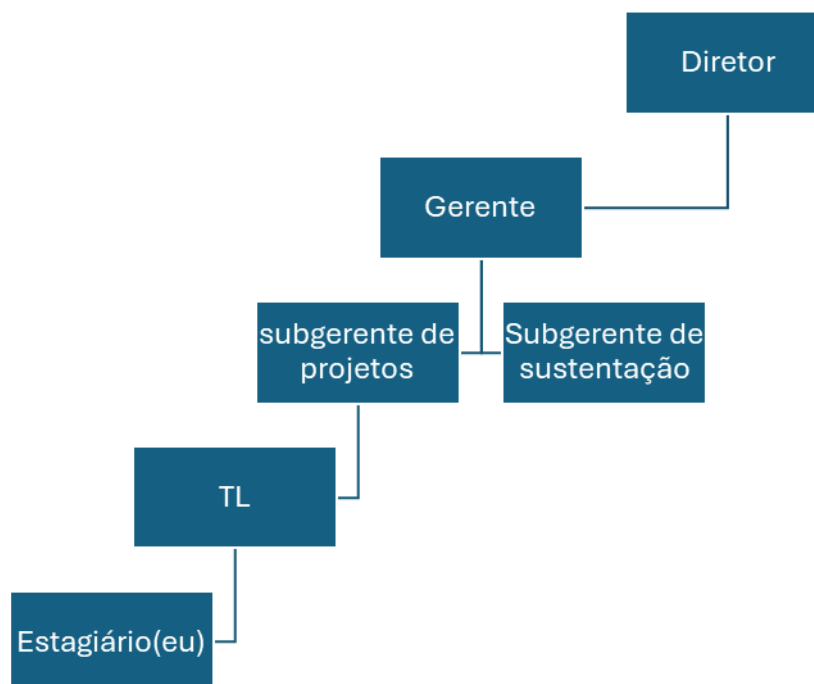 Diretor
Gerente
subgerente de
projetos
Subgerente de
sustentação
TL
Estagiário(eu)